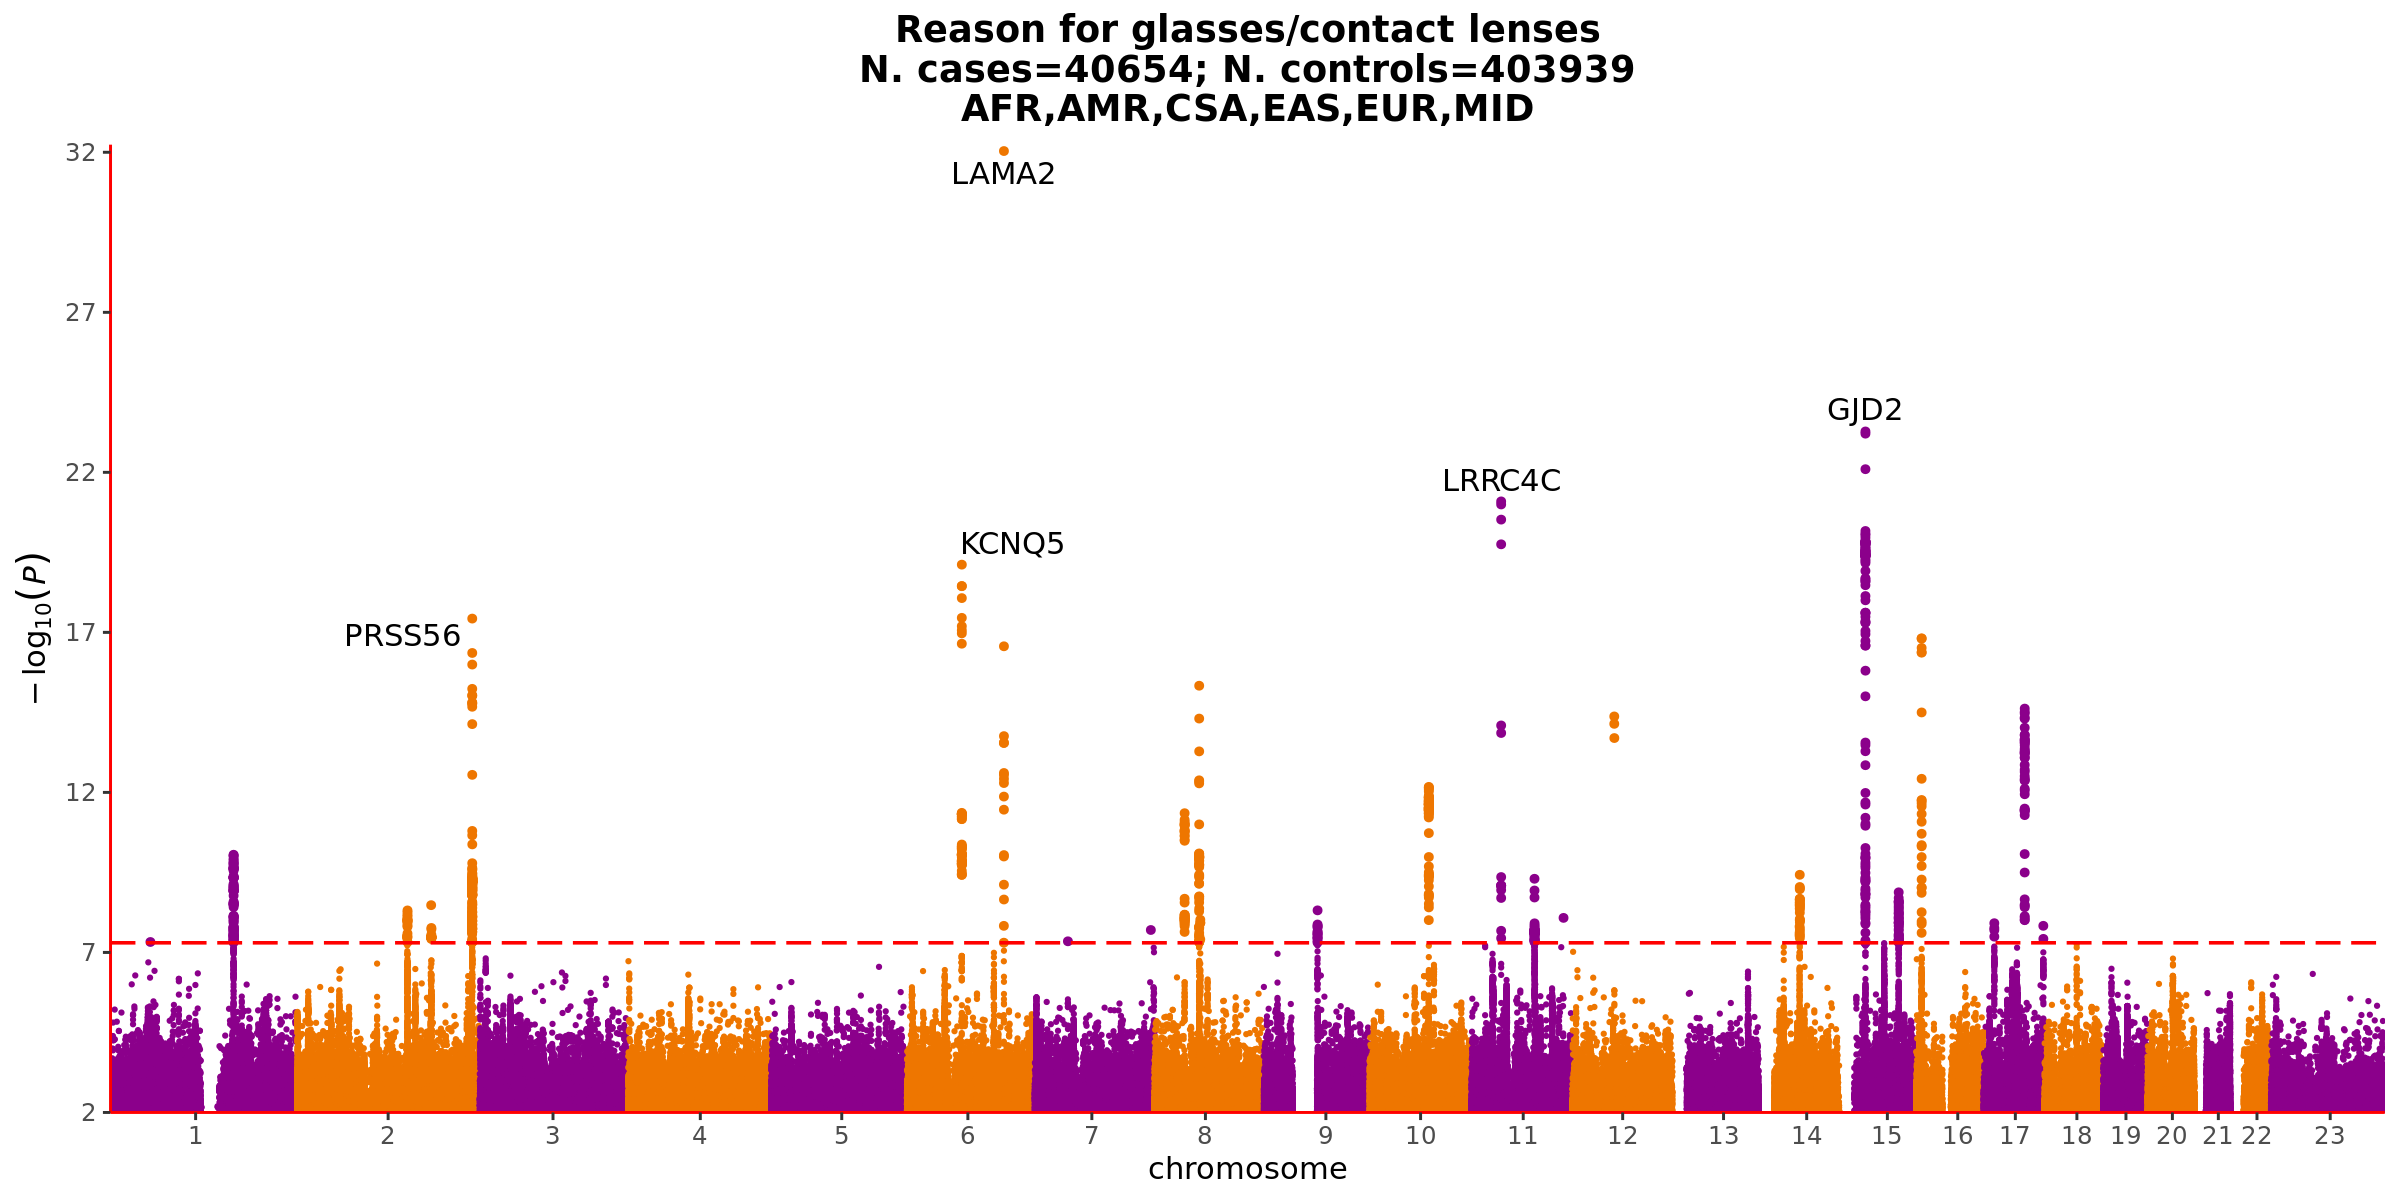 Reason for glasses/contact lenses
N. cases=40654; N. controls=403939
AFR,AMR,CSA,EAS,EUR,MID
32
LAMA2
27
GJD2
22
LRRC4C
KCNQ5
17
PRSS56
12
7
2
−log10(P)
1 2 3 4 5 6 7 8 9 10 11 12 13 14 15 16 17 18 19 20 21 22 23
chromosome